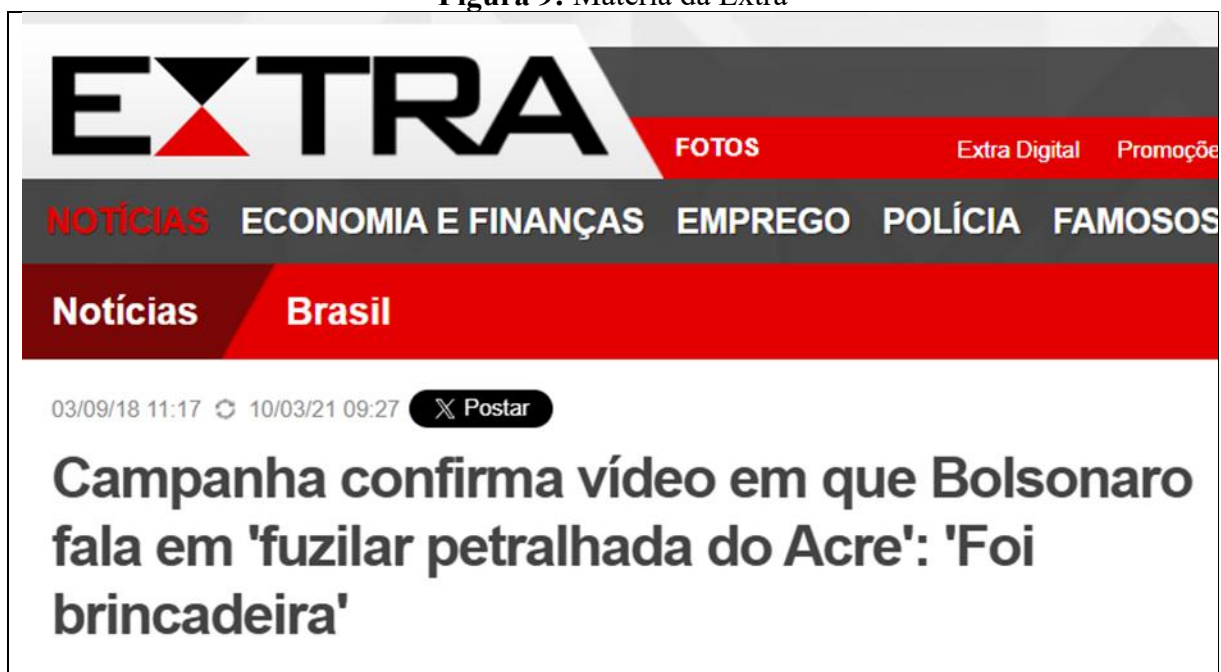 Figura 9: Matéria da Extra
EXTRA
FOTOS Extra Digital Promoçõe
NOTÍCIAS ECONOMIA E FINANÇAS EMPREGO POLÍCIA FAMOSOS
Notícias Brasil
03/09/18 11:17 10/03/21 09:27 X Postar
Campanha confirma vídeo em que Bolsonaro
fala em 'fuzilar petralhada do Acre': 'Foi
brincadeira'